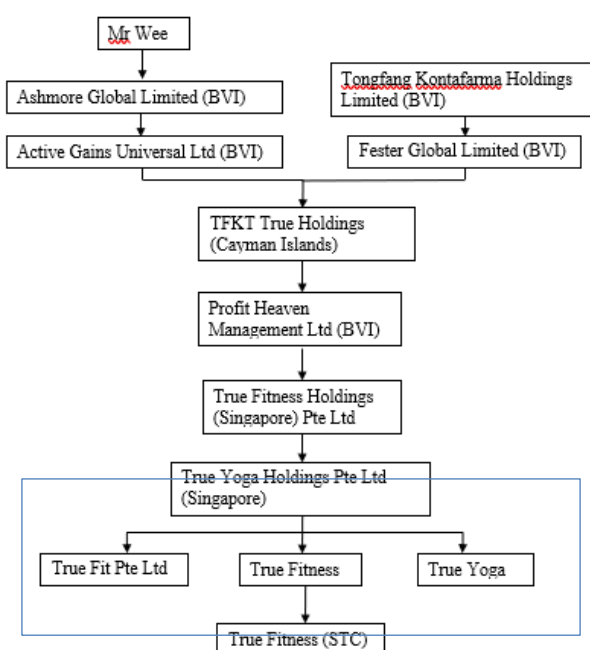 Mr Wee
Ashmore Global Limited (BVI)
Tongfang Kontafarma Holdings
Limited (BVI)
Active Gains Universal Ltd (BVI)
Fester Global Limited (BVI)
TFKT True Holdings
(Cayman Islands)
Profit Heaven
Management Ltd (BVI)
True Fitness Holdings
(Singapore) Pte Ltd
True Yoga Holdings Pte Ltd
(Singapore)
True Fit Pte Ltd
True Fitness
True Yoga
True Fitness (STC)